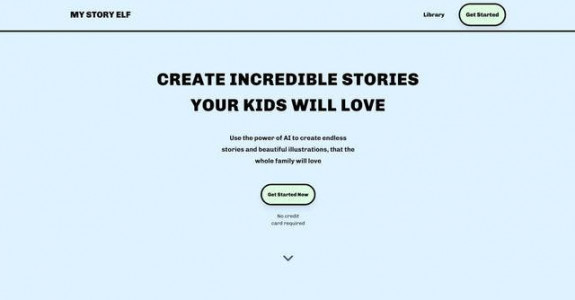 MY STORY ELF
Library
Get Started
CREATE INCREDIBLE STORIES
YOUR KIDS WILL LOVE
Use the power of AI to create endless
stories and beautiful illustrations, that the
whole family will love
Get Started Now
No credit
card required